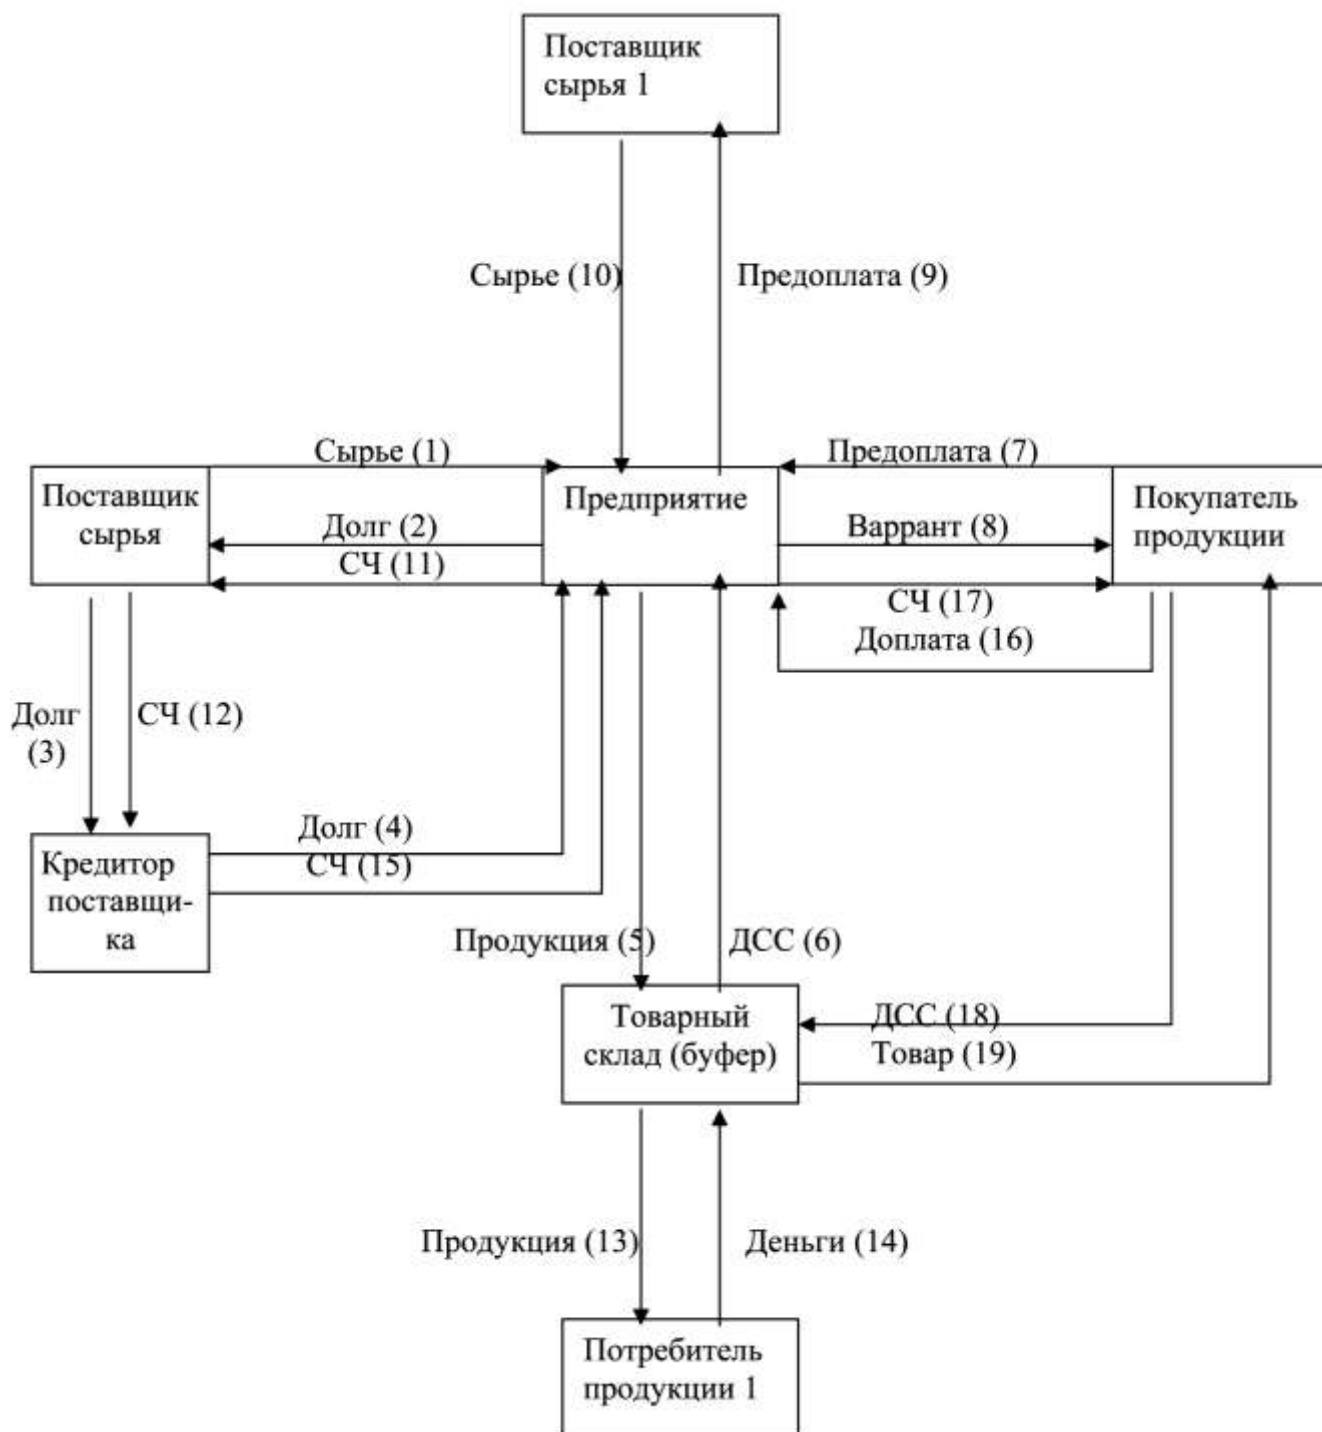 Поставщик
сырья 1
Сырье (10)
Предоплата (9)
Сырье (1)
Предоплата (7)
Поставщик
сырья
Предприятие
Покупатель
продукции
Долг (2)
Варрант (8)
СЧ (11)
СЧ (17)
Доплата (16)
Долг
(3)
СЧ (12)
Долг (4)
СЧ (15)
Кредитор
поставщи-
ка
Продукция (5)
ДСС (6)
Товарный
склад (буфер)
ДСС (18)
Товар (19)
Продукция (13)
Деньги (14)
Потребитель
продукции 1